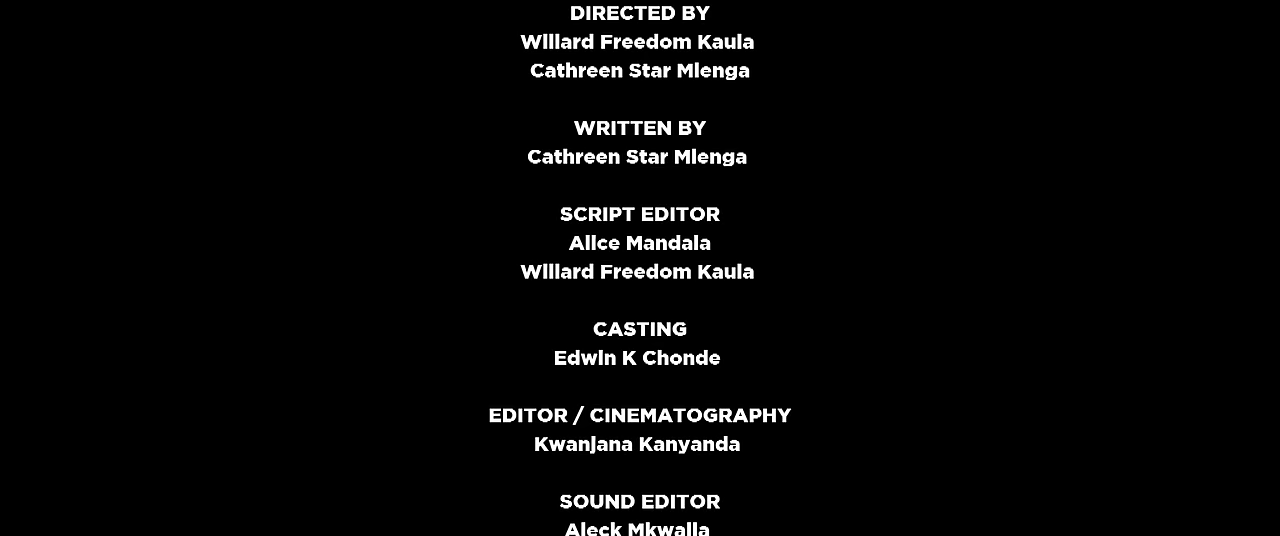 DIRECTED BY
Willard Freedom Kaula
Cathreen Star Mlenga
WRITTEN BY
Cathreen Star Mlenga
SCRIPT EDITOR
Alice Mandala
Willard Freedom Kaula
CASTING
Edwin K Chonde
EDITOR / CINEMATOGRAPHY
Kwanjana Kanyanda
SOUND EDITOR
Aleck Mkwaila